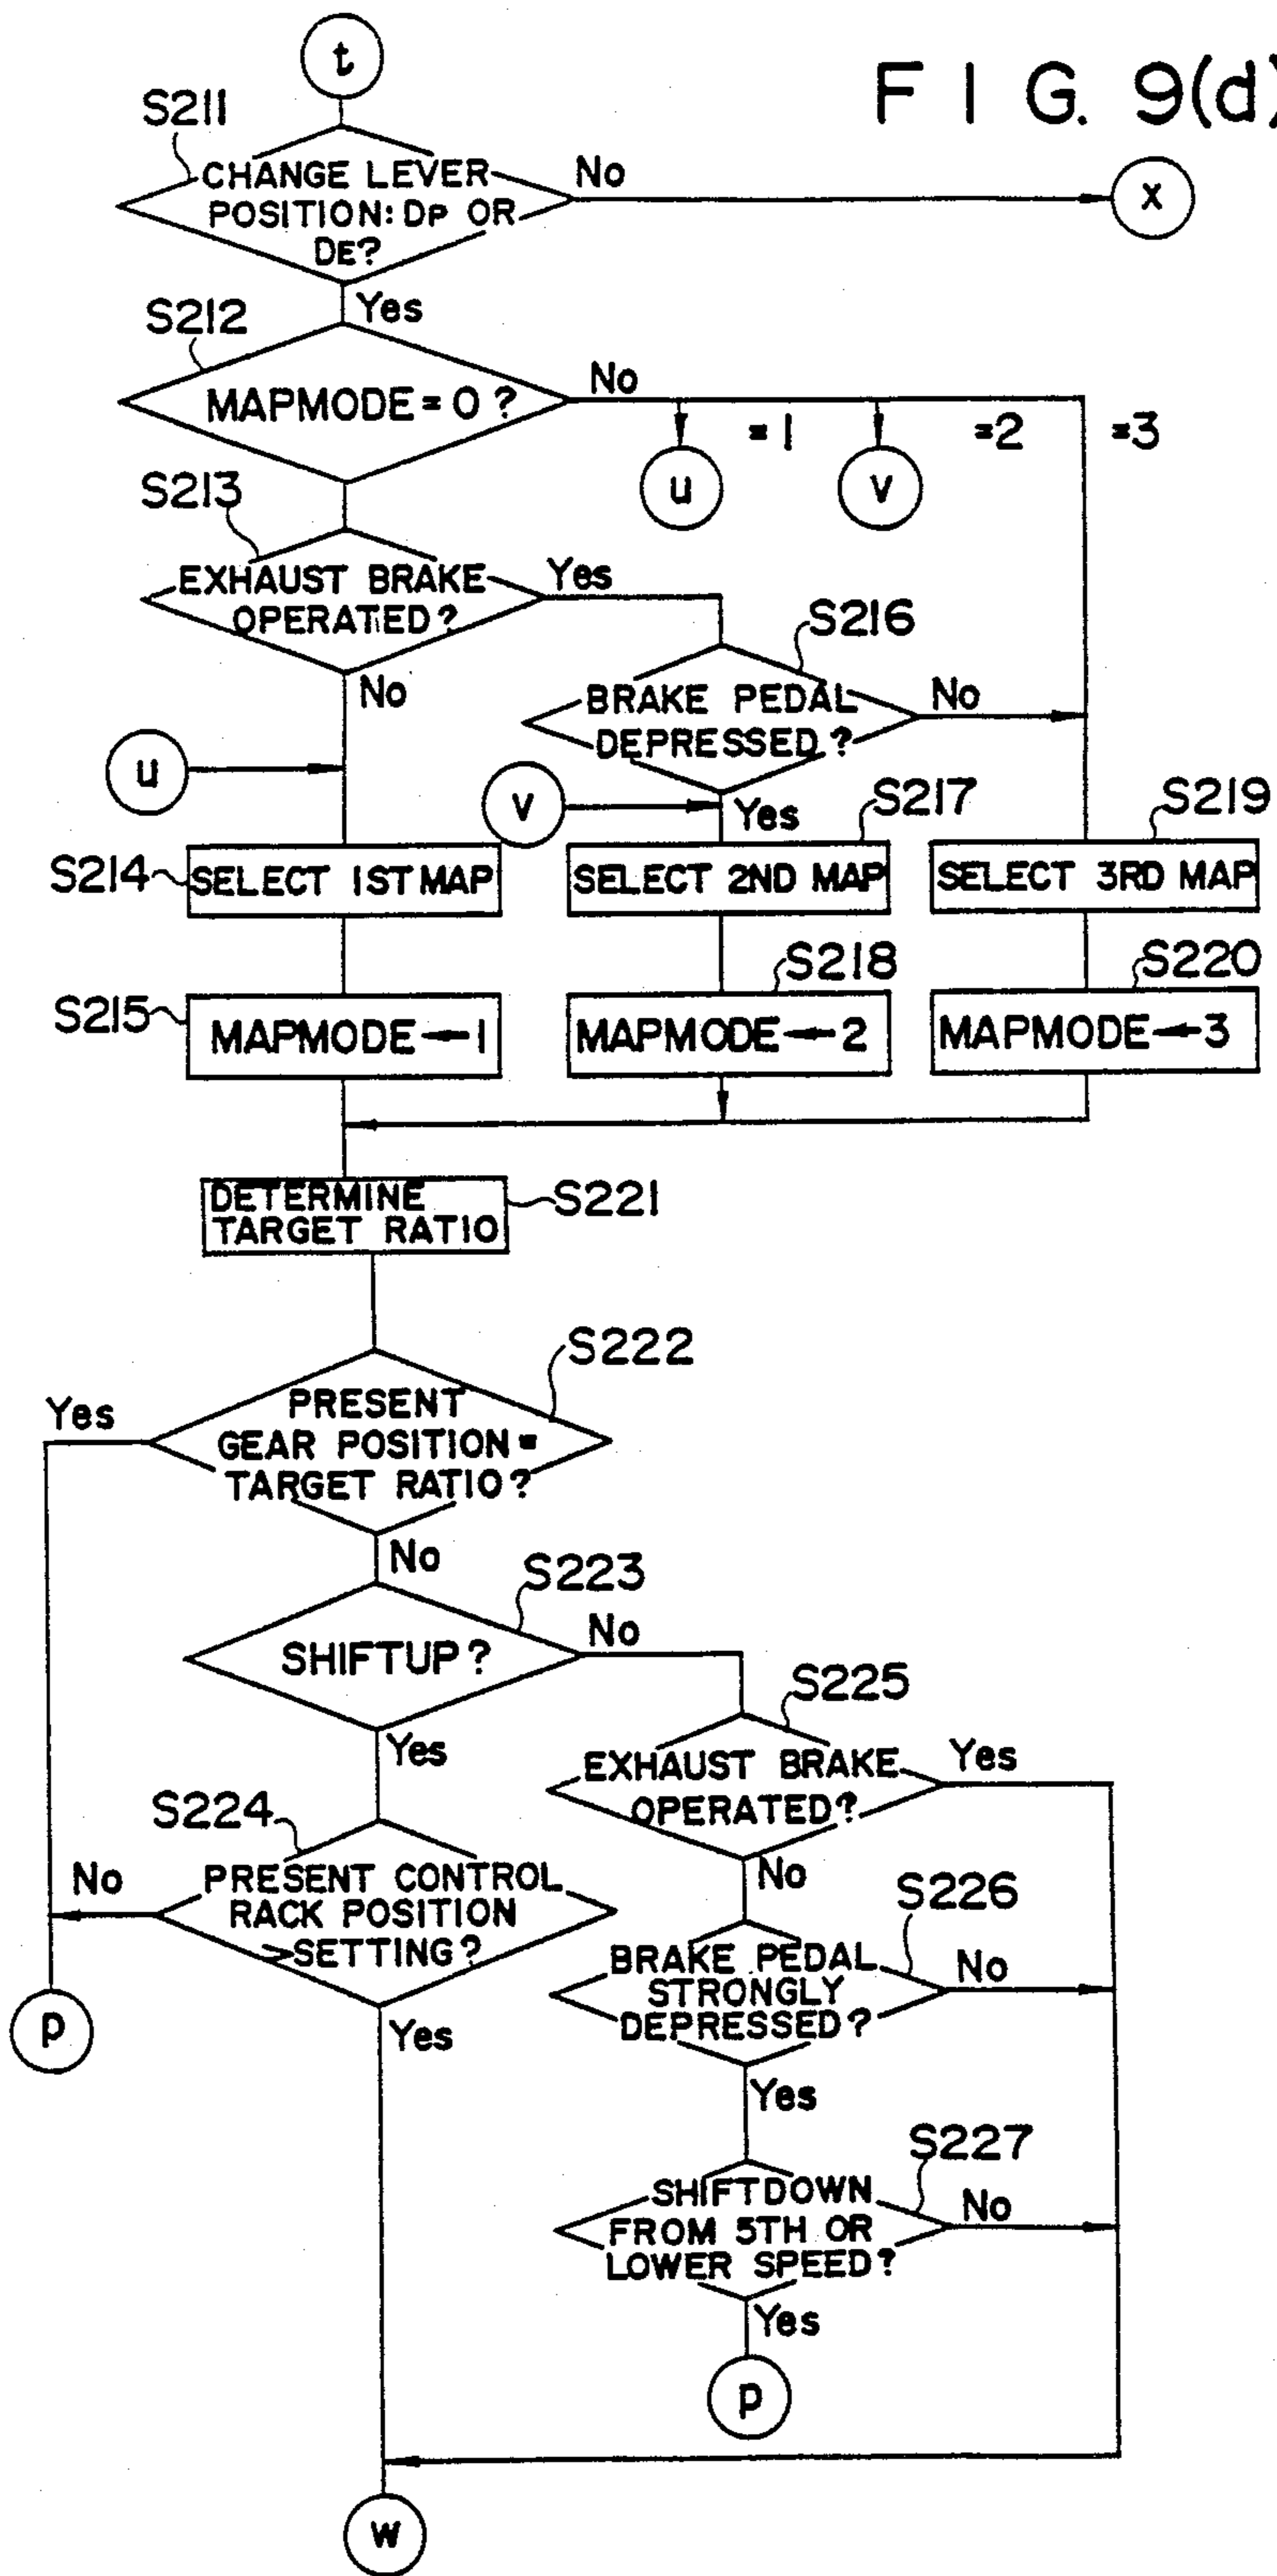 t
F I G. 9(d)
S211
CHANGE LEVER
POSITION: DP OR
DE?
No
x
Yes
S212
MAPMODE = 0 ?
No
= 1
=2
=3
u
v
S213
EXHAUST BRAKE
OPERATED?
Yes
No
S216
BRAKE PEDAL
DEPRESSED?
No
Yes
u
v
S214
SELECT 1ST MAP
S217
SELECT 2ND MAP
S219
SELECT 3RD MAP
S215
MAPMODE ← 1
S218
MAPMODE ← 2
S220
MAPMODE ← 3
DETERMINE
TARGET RATIO
S221
S222
PRESENT
GEAR POSITION =
TARGET RATIO?
Yes
No
S223
SHIFTUP?
No
Yes
S224
PRESENT CONTROL
RACK POSITION
>SETTING?
No
p
Yes
S225
EXHAUST BRAKE
OPERATED?
Yes
No
S226
BRAKE PEDAL
STRONGLY
DEPRESSED?
No
Yes
S227
SHIFTDOWN
FROM 5TH OR
LOWER SPEED?
No
Yes
p
w